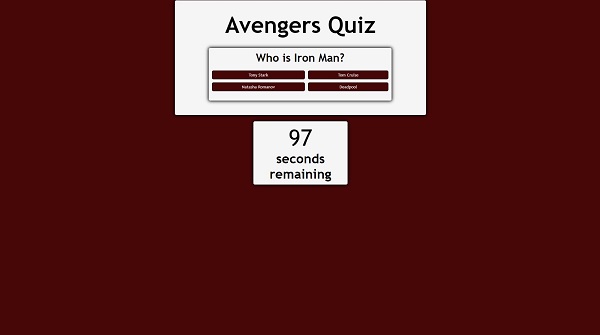 Avengers Quiz
Who is Iron Man?
Tony Stark
Tom Cruise
Natasha Romanov
Deadpool
97
seconds
remaining